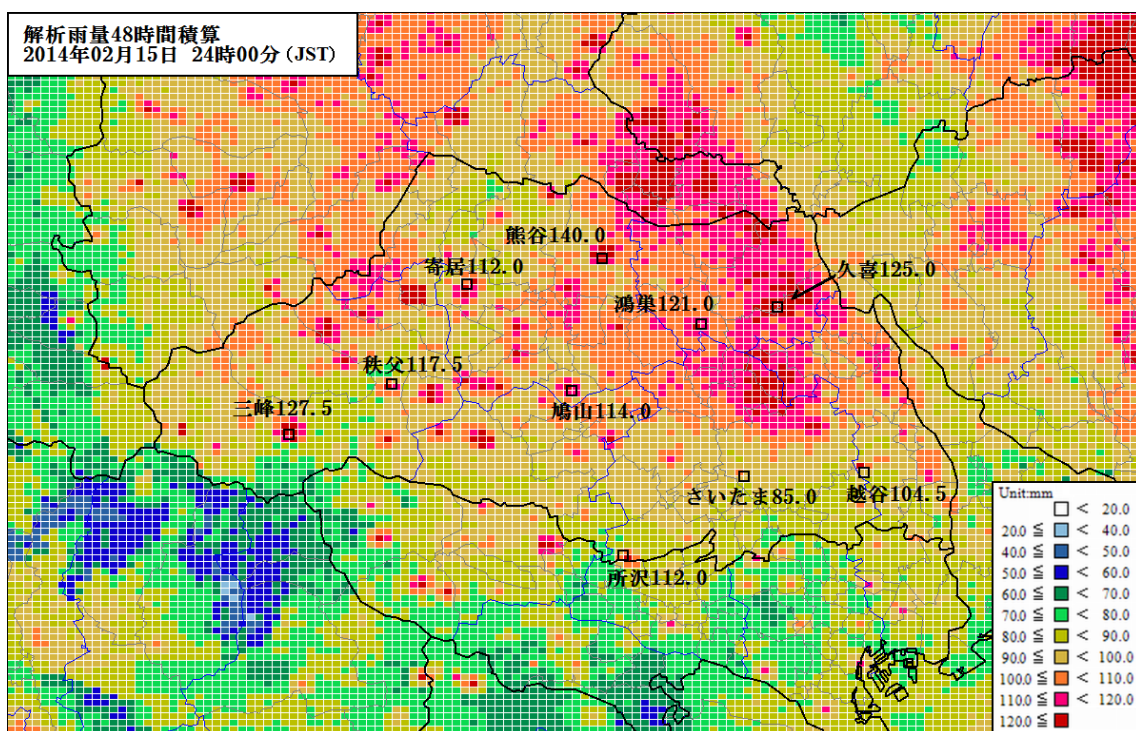 解析雨量48時間積算
2014年02月15日 24時00分(JST)
熊谷140.0
寄居112.0
久喜125.0
鴻巣121.0
秩父117.5
三峰127.5
鳩山114.0
さいたま85.0
越谷104.5
所沢112.0
Unit:mm
< 20.0
20.0 ≦ < 40.0
40.0 ≦ < 50.0
50.0 ≦ < 60.0
60.0 ≦ < 70.0
70.0 ≦ < 80.0
80.0 ≦ < 90.0
90.0 ≦ < 100.0
100.0 ≦ < 110.0
110.0 ≦ < 120.0
120.0 ≦